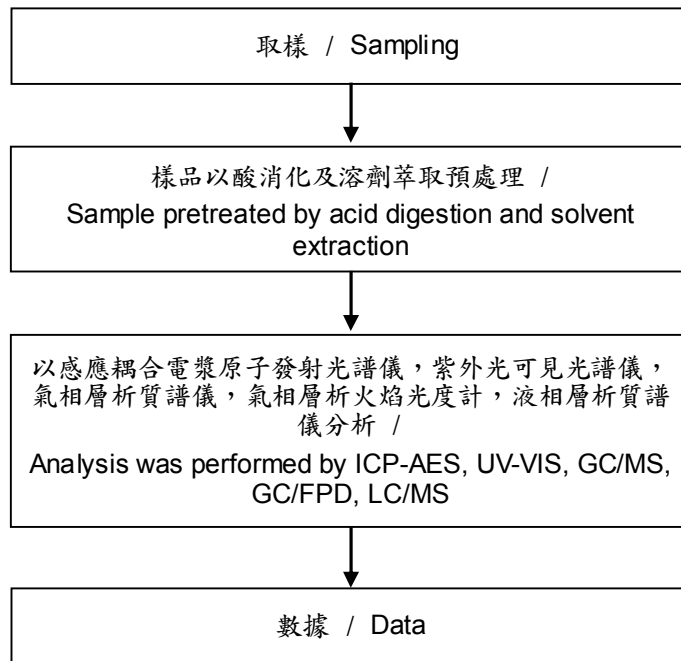 取樣 / Sampling
樣品以酸消化及溶劑萃取預處理 /
Sample pretreated by acid digestion and solvent
extraction
以感應耦合電漿原子發射光譜儀，紫外光可見光譜儀，
氣相層析質譜儀，氣相層析火焰光度計，液相層析質譜
儀分析 /
Analysis was performed by ICP-AES, UV-VIS, GC/MS,
GC/FPD, LC/MS
數據 / Data